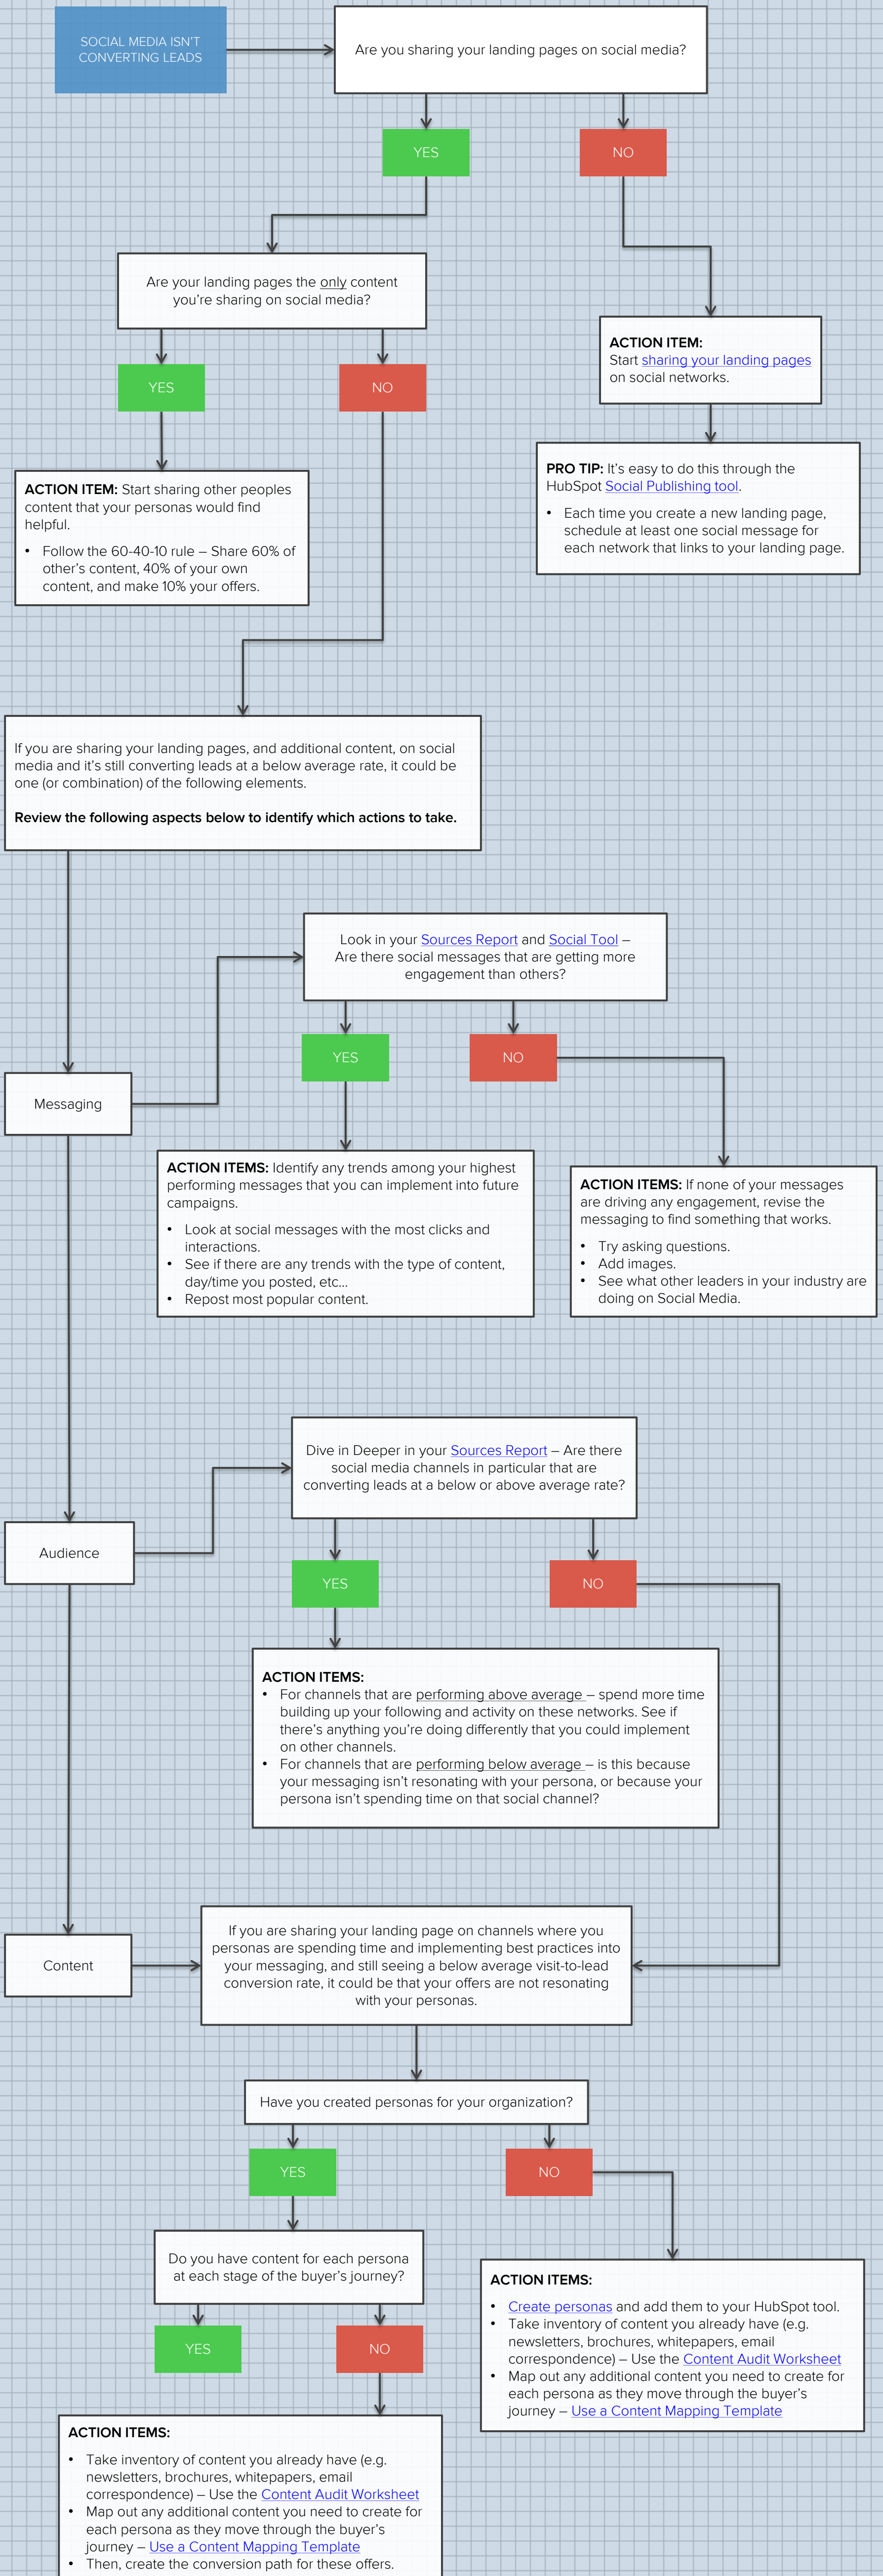 SOCIAL MEDIA ISN'T
CONVERTING LEADS
Are you sharing your landing pages on social media?
YES
NO
Are your landing pages the only content
you're sharing on social media?
YES
NO
ACTION ITEM:
Start sharing your landing pages
on social networks.
PRO TIP: It's easy to do this through the
HubSpot Social Publishing tool.
• Each time you create a new landing page,
schedule at least one social message for
each network that links to your landing page.
ACTION ITEM: Start sharing other peoples
content that your personas would find
helpful.
• Follow the 60-40-10 rule – Share 60% of
other's content, 40% of your own
content, and make 10% your offers.
If you are sharing your landing pages, and additional content, on social
media and it's still converting leads at a below average rate, it could be
one (or combination) of the following elements.
Review the following aspects below to identify which actions to take.
Messaging
Look in your Sources Report and Social Tool –
Are there social messages that are getting more
engagement than others?
YES
NO
ACTION ITEMS: Identify any trends among your highest
performing messages that you can implement into future
campaigns.
• Look at social messages with the most clicks and
interactions.
• See if there are any trends with the type of content,
day/time you posted, etc...
• Repost most popular content.
ACTION ITEMS: If none of your messages
are driving any engagement, revise the
messaging to find something that works.
• Try asking questions.
• Add images.
• See what other leaders in your industry are
doing on Social Media.
Audience
Dive in Deeper in your Sources Report – Are there
social media channels in particular that are
converting leads at a below or above average rate?
YES
NO
ACTION ITEMS:
• For channels that are performing above average – spend more time
building up your following and activity on these networks. See if
there's anything you're doing differently that you could implement
on other channels.
• For channels that are performing below average – is this because
your messaging isn't resonating with your persona, or because your
persona isn't spending time on that social channel?
Content
If you are sharing your landing page on channels where you
personas are spending time and implementing best practices into
your messaging, and still seeing a below average visit-to-lead
conversion rate, it could be that your offers are not resonating
with your personas.
Have you created personas for your organization?
YES
NO
Do you have content for each persona
at each stage of the buyer's journey?
YES
NO
ACTION ITEMS:
• Create personas and add them to your HubSpot tool.
• Take inventory of content you already have (e.g.
newsletters, brochures, whitepapers, email
correspondence) – Use the Content Audit Worksheet
• Map out any additional content you need to create for
each persona as they move through the buyer's
journey – Use a Content Mapping Template
ACTION ITEMS:
• Take inventory of content you already have (e.g.
newsletters, brochures, whitepapers, email
correspondence) – Use the Content Audit Worksheet
• Map out any additional content you need to create for
each persona as they move through the buyer's
journey – Use a Content Mapping Template
• Then, create the conversion path for these offers.